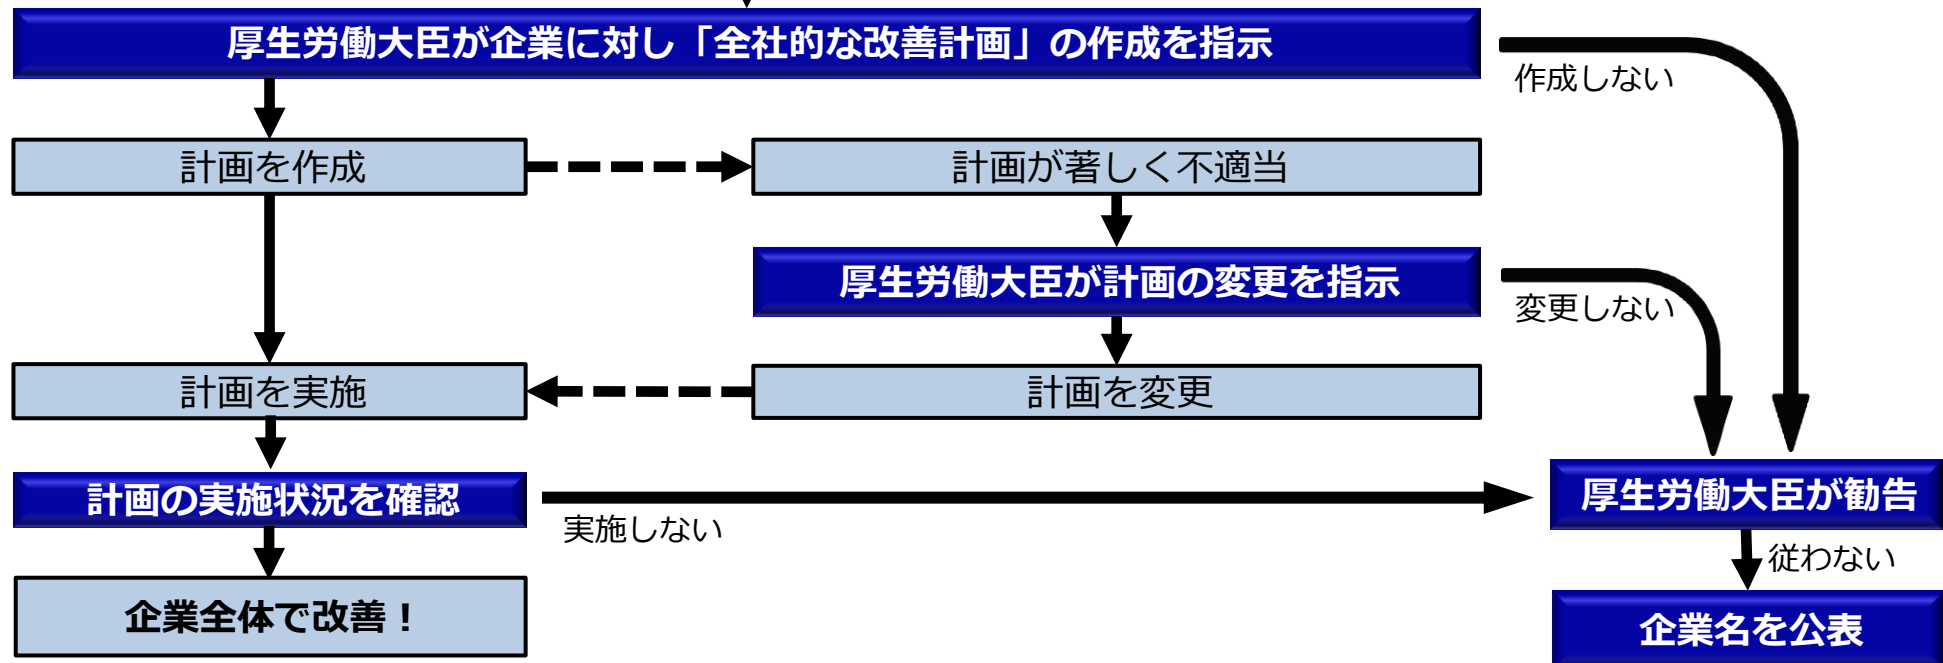 厚生労働大臣が企業に対し「全社的な改善計画」の作成を指示
作成しない
計画を作成
計画が著しく不適当
厚生労働大臣が計画の変更を指示
変更しない
計画を実施
計画を変更
計画の実施状況を確認
実施しない
厚生労働大臣が勧告
従わない
企業全体で改善！
企業名を公表